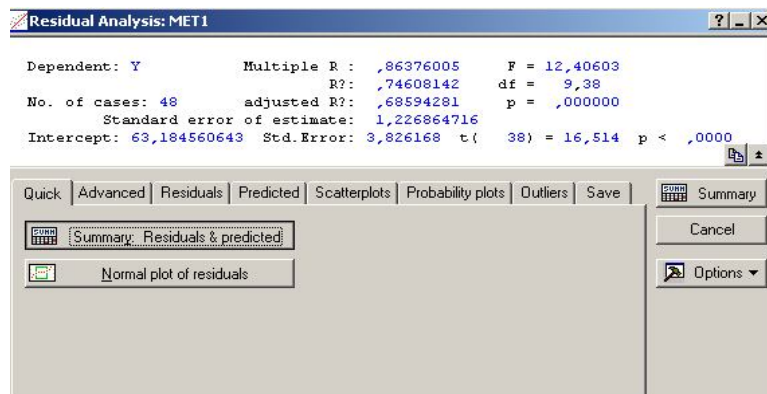 Residual Analysis: MET1
Dependent: Y Multiple R : ,86376005 F = 12,40603
R?: ,74608142 df = 9,38
No. of cases: 48 adjusted R?: ,68594281 p = ,000000
Standard error of estimate: 1,226864716
Intercept: 63,184560643 Std.Error: 3,826168 t( 38) = 16,514 p < ,0000
Quick Advanced Residuals Predicted Scatterplots Probability plots Outliers Save
SUMM Summary
SUMM Summary: Residuals & predicted
Cancel
Normal plot of residuals
Options